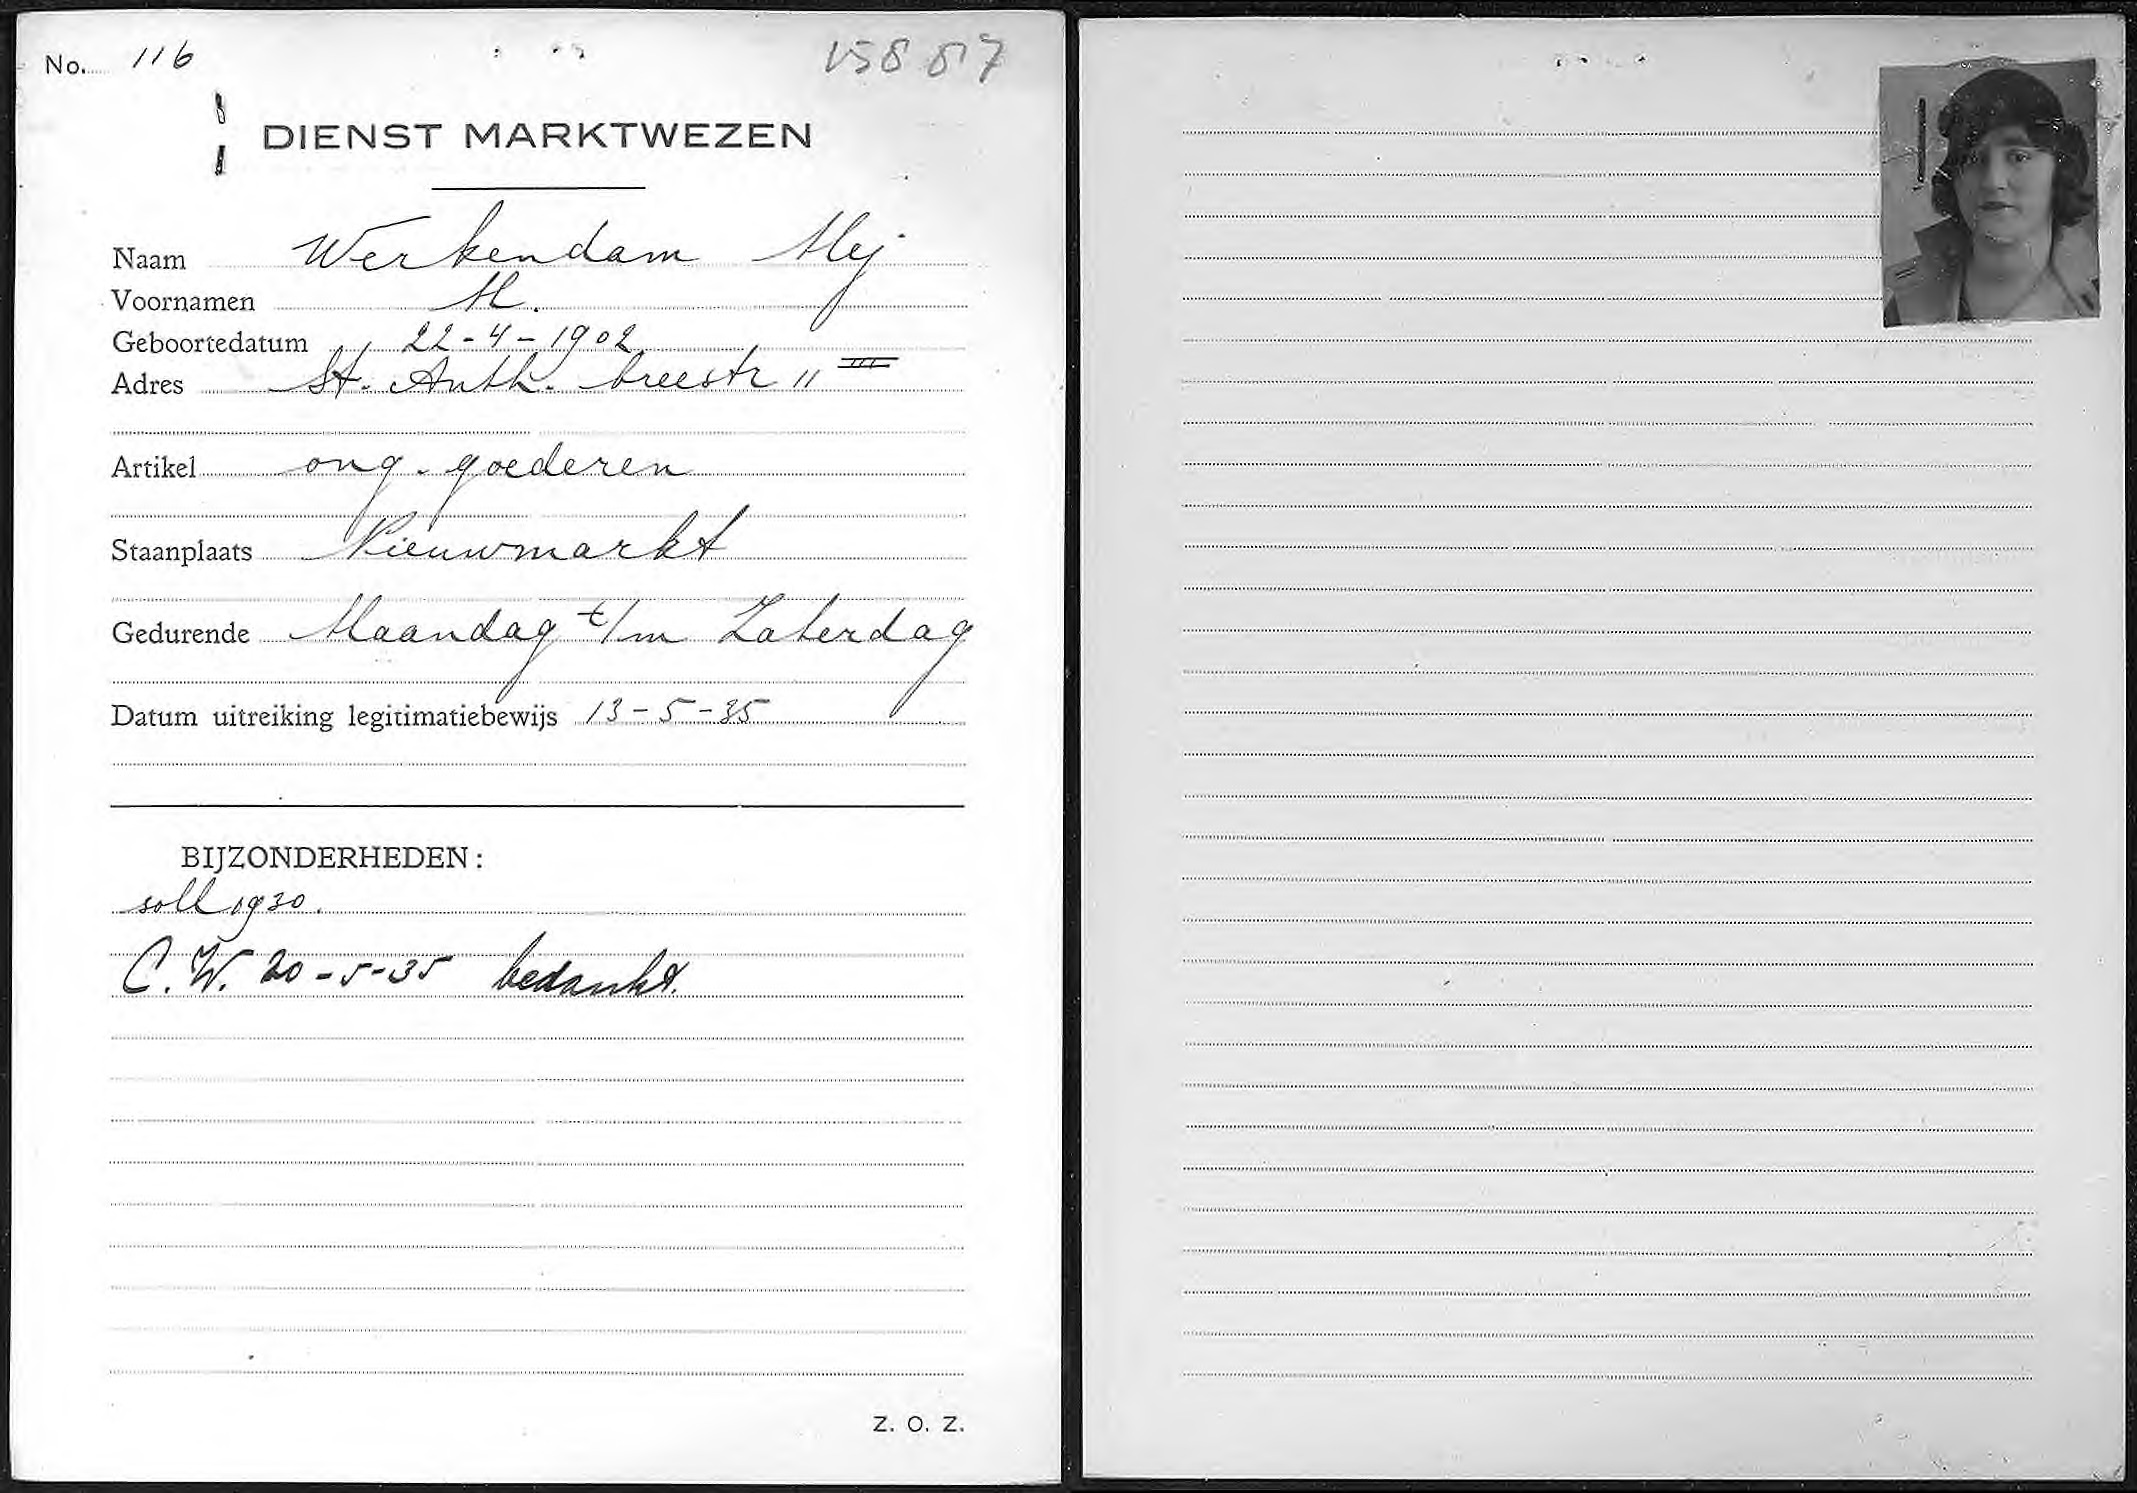 No. 116
V58 87
DIENST MARKTWEZEN
Naam Werkendam Mej
Voornamen M.
Geboortedatum 22-4-1902
Adres St. Anth. breestr 11 III
Artikel ong. goederen
Staanplaats Nieuwmarkt
Gedurende Maandag t/m Zaterdag
Datum uitreiking legitimatiebewijs 13-5-35
BIJZONDERHEDEN:
soll 1930.
C.W. 20-5-35 bedankt.
Z. O. Z.